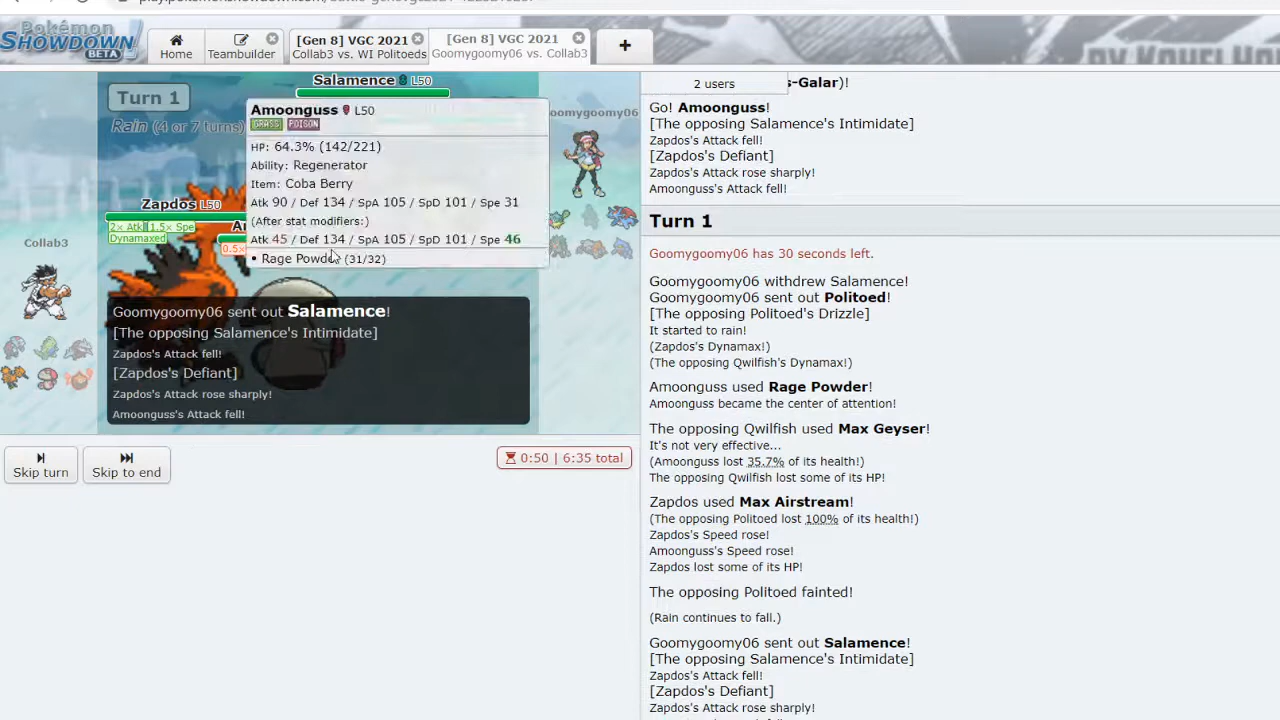 Pokémon
SHOWDOWN
BETA
Home
Teambuilder
[Gen 8] VGC 2021
Collab3 vs. WI Politoeds
[Gen 8] VGC 2021
Goomygoomy06 vs. Collab3
+
Turn 1
Rain (4 or 7 turns)
Salamence L50
Amoonguss L50
GRASS POISON
HP: 64.3% (142/221)
Ability: Regenerator
Item: Coba Berry
Atk 90 / Def 134 / SpA 105 / SpD 101 / Spe 31
(After stat modifiers:)
Atk 45 / Def 134 / SpA 105 / SpD 101 / Spe 46
• Rage Powder (31/32)
Zapdos L50
2× Atk 1.5× Spe
Dynamaxed
0.5×
oomygoomy06
Collab3
Goomygoomy06 sent out Salamence!
[The opposing Salamence's Intimidate]
Zapdos's Attack fell!
[Zapdos's Defiant]
Zapdos's Attack rose sharply!
Amoonguss's Attack fell!
Skip turn
Skip to end
0:50 | 6:35 total
2 users
s-Galar)!
Go! Amoonguss!
[The opposing Salamence's Intimidate]
Zapdos's Attack fell!
[Zapdos's Defiant]
Zapdos's Attack rose sharply!
Amoonguss's Attack fell!
Turn 1
Goomygoomy06 has 30 seconds left.
Goomygoomy06 withdrew Salamence!
Goomygoomy06 sent out Politoed!
[The opposing Politoed's Drizzle]
It started to rain!
(Zapdos's Dynamax!)
(The opposing Qwilfish's Dynamax!)
Amoonguss used Rage Powder!
Amoonguss became the center of attention!
The opposing Qwilfish used Max Geyser!
It's not very effective...
(Amoonguss lost 35.7% of its health!)
The opposing Qwilfish lost some of its HP!
Zapdos used Max Airstream!
(The opposing Politoed lost 100% of its health!)
Zapdos's Speed rose!
Amoonguss's Speed rose!
Zapdos lost some of its HP!
The opposing Politoed fainted!
(Rain continues to fall.)
Goomygoomy06 sent out Salamence!
[The opposing Salamence's Intimidate]
Zapdos's Attack fell!
[Zapdos's Defiant]
Zapdos's Attack rose sharply!